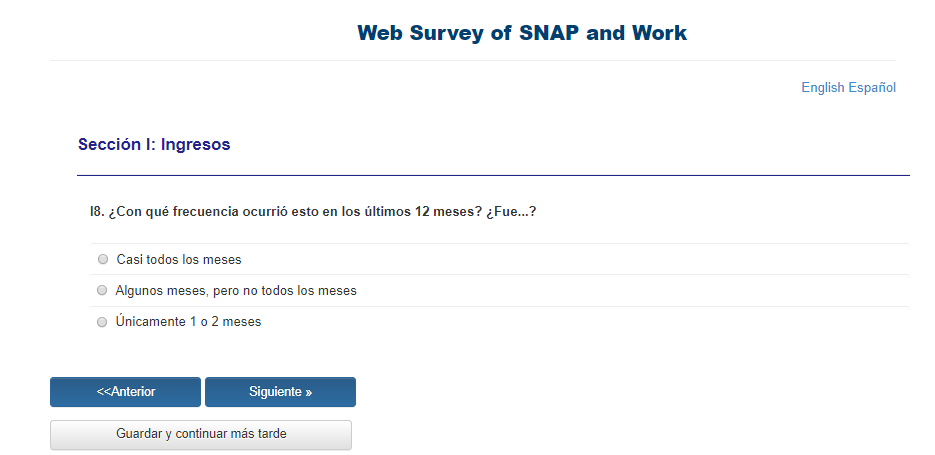 Web Survey of SNAP and Work
English Español
Sección I: Ingresos
I8. ¿Con qué frecuencia ocurrió esto en los últimos 12 meses? ¿Fue...?
Casi todos los meses
Algunos meses, pero no todos los meses
Únicamente 1 o 2 meses
<<Anterior
Siguiente »
Guardar y continuar más tarde